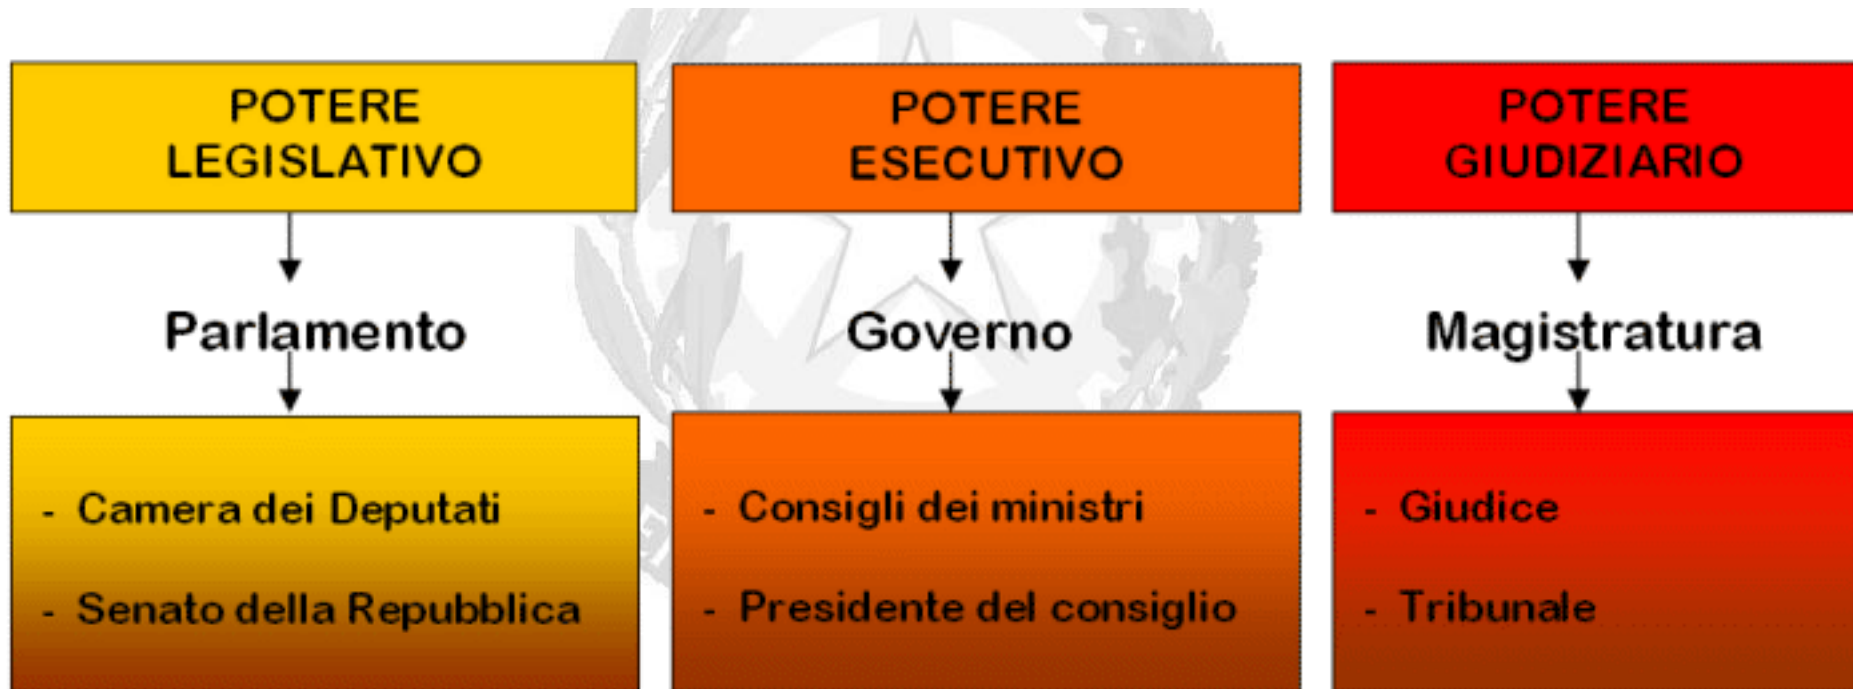 POTERE
LEGISLATIVO
Parlamento
- Camera dei Deputati
- Senato della Repubblica
POTERE
ESECUTIVO
Governo
- Consigli dei ministri
- Presidente del consiglio
POTERE
GIUDIZIARIO
Magistratura
- Giudice
- Tribunale